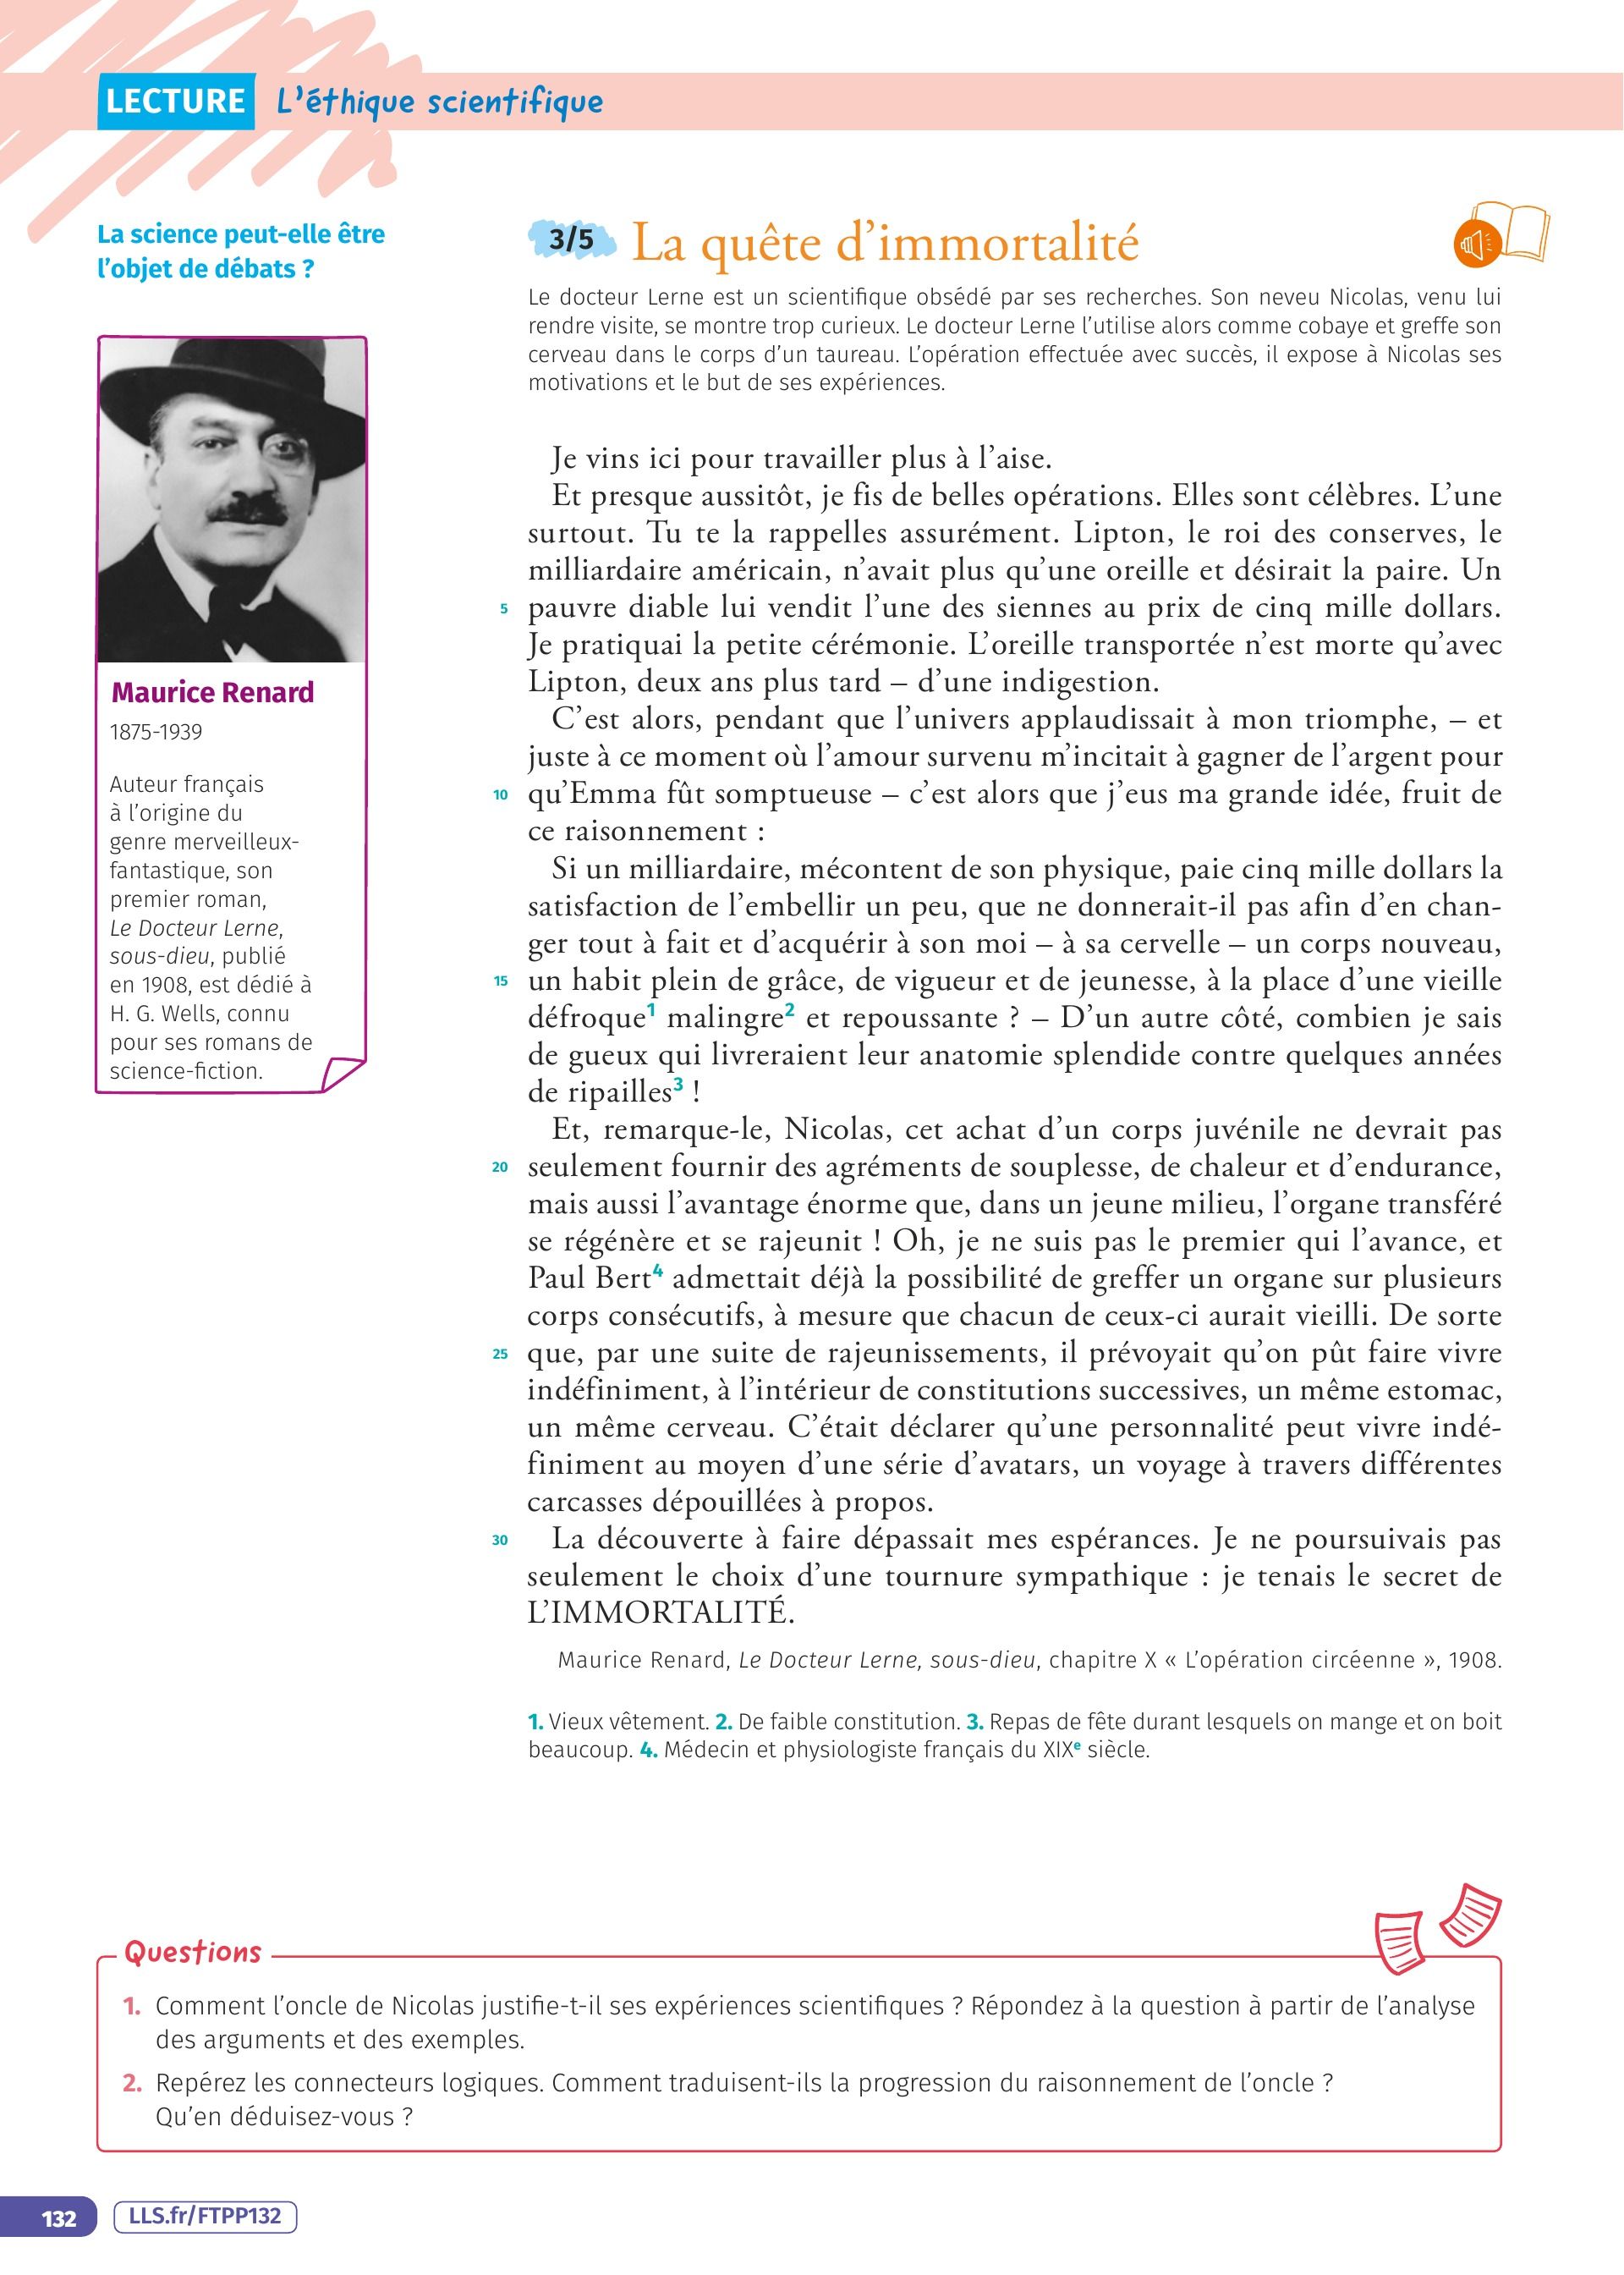 LECTURE L'éthique scientifique
La science peut-elle être
l'objet de débats ?
Maurice Renard
1875-1939
Auteur français
à l'origine du
genre merveilleux-
fantastique, son
premier roman,
Le Docteur Lerne,
sous-dieu, publié
en 1908, est dédié à
H. G. Wells, connu
pour ses romans de
science-fiction.
3/5 La quête d'immortalité
Le docteur Lerne est un scientifique obsédé par ses recherches. Son neveu Nicolas, venu lui
rendre visite, se montre trop curieux. Le docteur Lerne l'utilise alors comme cobaye et greffe son
cerveau dans le corps d'un taureau. L'opération effectuée avec succès, il expose à Nicolas ses
motivations et le but de ses expériences.
Je vins ici pour travailler plus à l'aise.
Et presque aussitôt, je fis de belles opérations. Elles sont célèbres. L'une
surtout. Tu te la rappelles assurément. Lipton, le roi des conserves, le
milliardaire américain, n'avait plus qu'une oreille et désirait la paire. Un
5 pauvre diable lui vendit l'une des siennes au prix de cinq mille dollars.
Je pratiquai la petite cérémonie. L'oreille transportée n'est morte qu'avec
Lipton, deux ans plus tard – d'une indigestion.
C'est alors, pendant que l'univers applaudissait à mon triomphe, – et
juste à ce moment où l'amour survenu m'incitait à gagner de l'argent pour
10 qu'Emma fût somptueuse – c'est alors que j'eus ma grande idée, fruit de
ce raisonnement :
Si un milliardaire, mécontent de son physique, paie cinq mille dollars la
satisfaction de l'embellir un peu, que ne donnerait-il pas afin d'en chan-
ger tout à fait et d'acquérir à son moi – à sa cervelle – un corps nouveau,
15 un habit plein de grâce, de vigueur et de jeunesse, à la place d'une vieille
défroque1 malingre2 et repoussante ? – D'un autre côté, combien je sais
de gueux qui livreraient leur anatomie splendide contre quelques années
de ripailles3 !
Et, remarque-le, Nicolas, cet achat d'un corps juvénile ne devrait pas
20 seulement fournir des agréments de souplesse, de chaleur et d'endurance,
mais aussi l'avantage énorme que, dans un jeune milieu, l'organe transféré
se régénère et se rajeunit ! Oh, je ne suis pas le premier qui l'avance, et
Paul Bert4 admettait déjà la possibilité de greffer un organe sur plusieurs
corps consécutifs, à mesure que chacun de ceux-ci aurait vieilli. De sorte
25 que, par une suite de rajeunissements, il prévoyait qu'on pût faire vivre
indéfiniment, à l'intérieur de constitutions successives, un même estomac,
un même cerveau. C'était déclarer qu'une personnalité peut vivre indé-
finiment au moyen d'une série d'avatars, un voyage à travers différentes
carcasses dépouillées à propos.
30 La découverte à faire dépassait mes espérances. Je ne poursuivais pas
seulement le choix d'une tournure sympathique : je tenais le secret de
L'IMMORTALITÉ.
Maurice Renard, Le Docteur Lerne, sous-dieu, chapitre X « L'opération circéenne », 1908.
1. Vieux vêtement. 2. De faible constitution. 3. Repas de fête durant lesquels on mange et on boit
beaucoup. 4. Médecin et physiologiste français du XIXe siècle.
Questions
1. Comment l'oncle de Nicolas justifie-t-il ses expériences scientifiques ? Répondez à la question à partir de l'analyse
des arguments et des exemples.
2. Repérez les connecteurs logiques. Comment traduisent-ils la progression du raisonnement de l'oncle ?
Qu'en déduisez-vous ?
132 LLS.fr/FTPP132